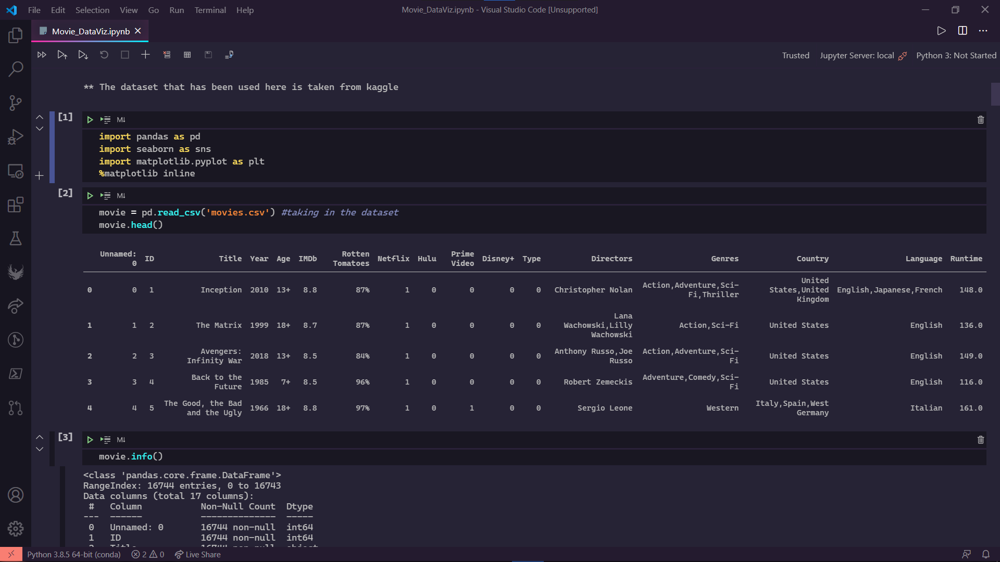 File Edit Selection View Go Run Terminal Help
Movie_DataViz.ipynb - Visual Studio Code [Unsupported]
Movie_DataViz.ipynb
Trusted Jupyter Server: local Python 3: Not Started
** The dataset that has been used here is taken from kaggle
[1]
M↓
import pandas as pd
import seaborn as sns
import matplotlib.pyplot as plt
%matplotlib inline
[2]
M↓
movie = pd.read_csv('movies.csv') #taking in the dataset
movie.head()
Unnamed: Rotten Prime
0 ID Title Year Age IMDb Tomatoes Netflix Hulu Video Disney+ Type Directors Genres Country Language Runtime
United
0 0 1 Inception 2010 13+ 8.8 87% 1 0 0 0 0 Christopher Nolan Action,Adventure,Sci- States,United English,Japanese,French 148.0
Fi,Thriller Kingdom
Lana
1 1 2 The Matrix 1999 18+ 8.7 87% 1 0 0 0 0 Wachowski,Lilly Action,Sci-Fi United States English 136.0
Wachowski
2 2 3 Avengers: 2018 13+ 8.5 84% 1 0 0 0 0 Anthony Russo,Joe Action,Adventure,Sci- United States English 149.0
Infinity War Russo Fi
3 3 4 Back to the 1985 7+ 8.5 96% 1 0 0 0 0 Robert Zemeckis Adventure,Comedy,Sci- United States English 116.0
Future Fi
4 4 5 The Good, the Bad 1966 18+ 8.8 97% 1 0 1 0 0 Sergio Leone Western Italy,Spain,West Italian 161.0
and the Ugly Germany
[3]
M↓
movie.info()
<class 'pandas.core.frame.DataFrame'>
RangeIndex: 16744 entries, 0 to 16743
Data columns (total 17 columns):
# Column Non-Null Count Dtype
--- ------ -------------- -----
0 Unnamed: 0 16744 non-null int64
1 ID 16744 non-null int64
Python 3.8.5 64-bit (conda) 2 0 Live Share